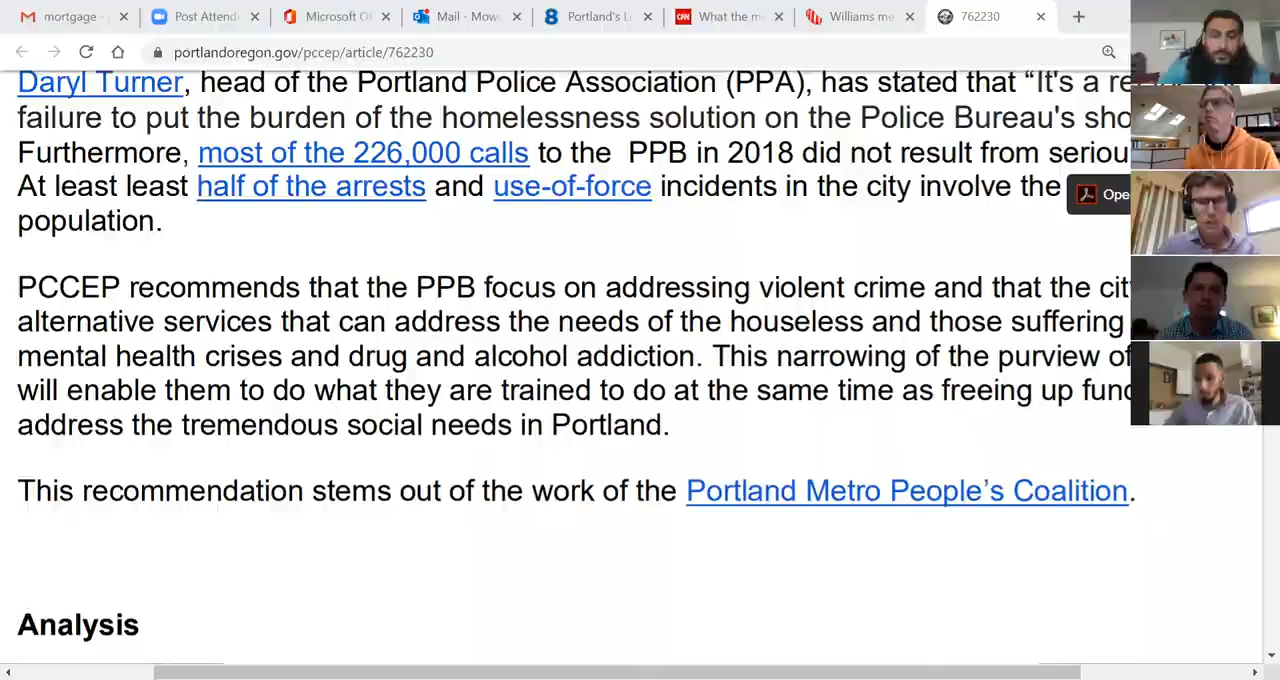 mortgage -
Post Attend
Microsoft Of
Mail - Mow
Portland's L
CNN What the m
Williams me
762230
portlandoregon.gov/pccep/article/762230
Daryl Turner, head of the Portland Police Association (PPA), has stated that “It's a re
failure to put the burden of the homelessness solution on the Police Bureau's sho
Furthermore, most of the 226,000 calls to the PPB in 2018 did not result from seriou
At least least half of the arrests and use-of-force incidents in the city involve the
Ope
population.
PCCEP recommends that the PPB focus on addressing violent crime and that the cit
alternative services that can address the needs of the houseless and those suffering
mental health crises and drug and alcohol addiction. This narrowing of the purview of
will enable them to do what they are trained to do at the same time as freeing up fund
address the tremendous social needs in Portland.
This recommendation stems out of the work of the Portland Metro People’s Coalition.
Analysis